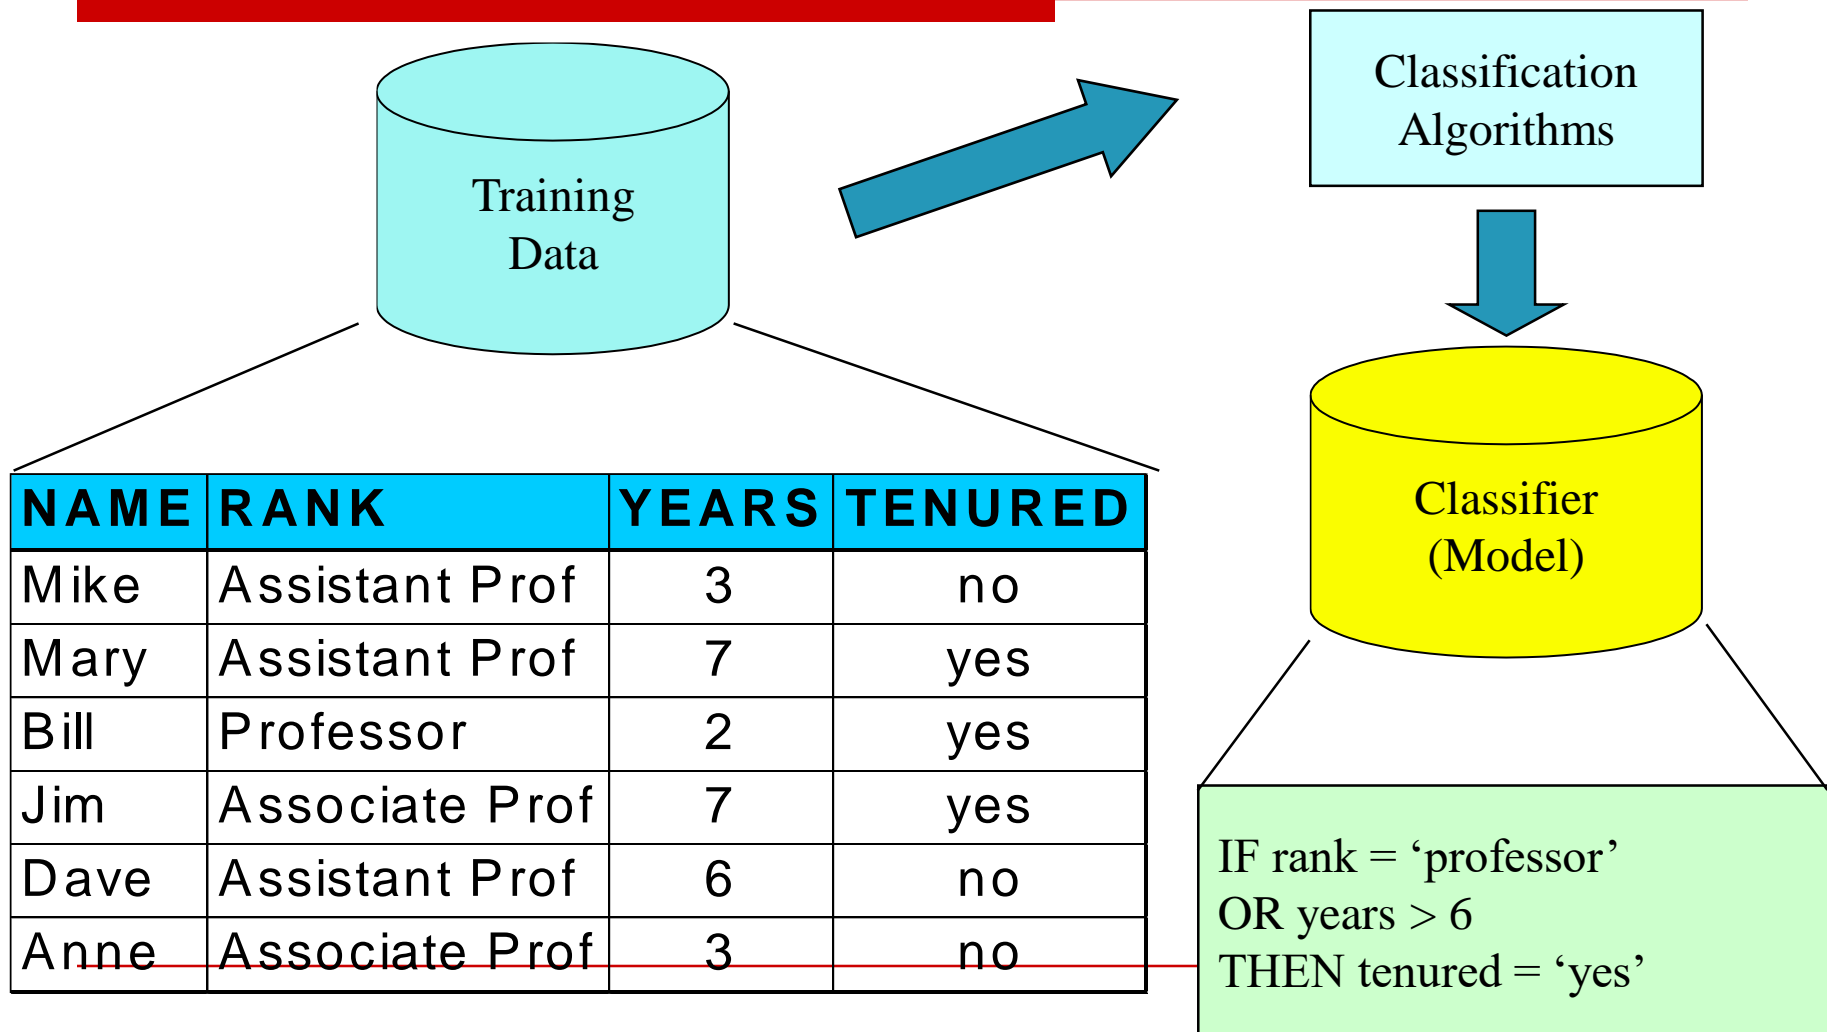 Classification
Algorithms
Training
Data
NAME RANK YEARS TENURED
Mike Assistant Prof 3 no
Mary Assistant Prof 7 yes
Bill Professor 2 yes
Jim Associate Prof 7 yes
Dave Assistant Prof 6 no
Anne Associate Prof 3 no
Classifier
(Model)
IF rank = ‘professor’
OR years > 6
THEN tenured = ‘yes’